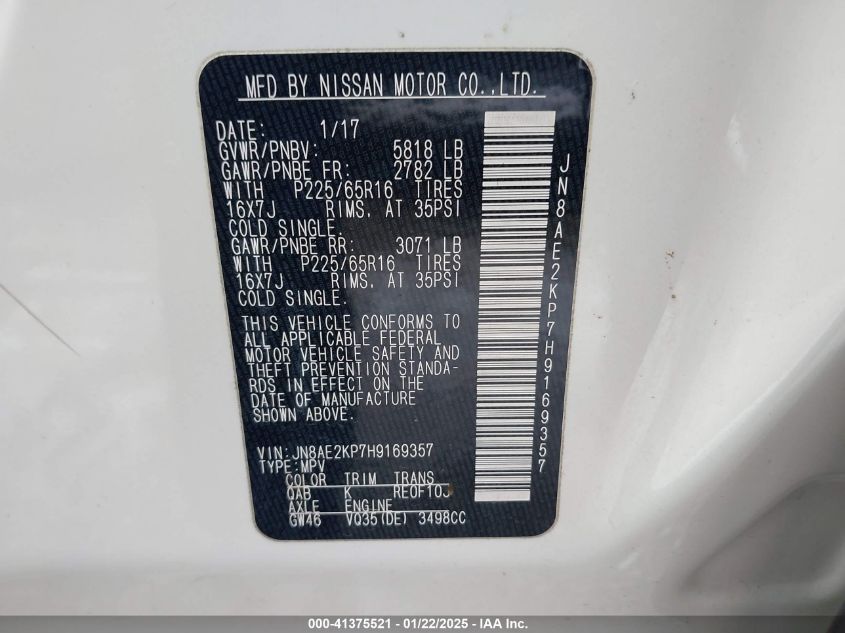 MFD BY NISSAN MOTOR CO.,LTD.
DATE: 1/17
GVWR/PNBV: 5818 LB
GAWR/PNBE FR: 2782 LB
WITH P225/65R16 TIRES
16X7J RIMS, AT 35PSI
COLD SINGLE.
GAWR/PNBE RR: 3071 LB
WITH P225/65R16 TIRES
16X7J RIMS, AT 35PSI
COLD SINGLE.
THIS VEHICLE CONFORMS TO
ALL APPLICABLE FEDERAL
MOTOR VEHICLE SAFETY AND
THEFT PREVENTION STANDA-
RDS IN EFFECT ON THE
DATE OF MANUFACTURE
SHOWN ABOVE.
VIN:JN8AE2KP7H9169357
TYPE:MPV
COLOR TRIM TRANS
QAB K RE0F10J
AXLE ENGINE
GW46 VQ35(DE) 3498CC
JN8AE2KP7H9169357
000-41375521 - 01/22/2025 - IAA Inc.